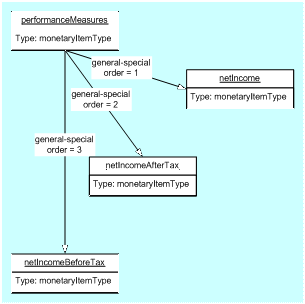 performanceMeasures
Type: monetaryItemType
general-special
order = 1
netIncome
Type: monetaryItemType
general-special
order = 2
general-special
order = 3
netIncomeAfterTax
Type: monetaryItemType
netIncomeBeforeTax
Type: monetaryItemType